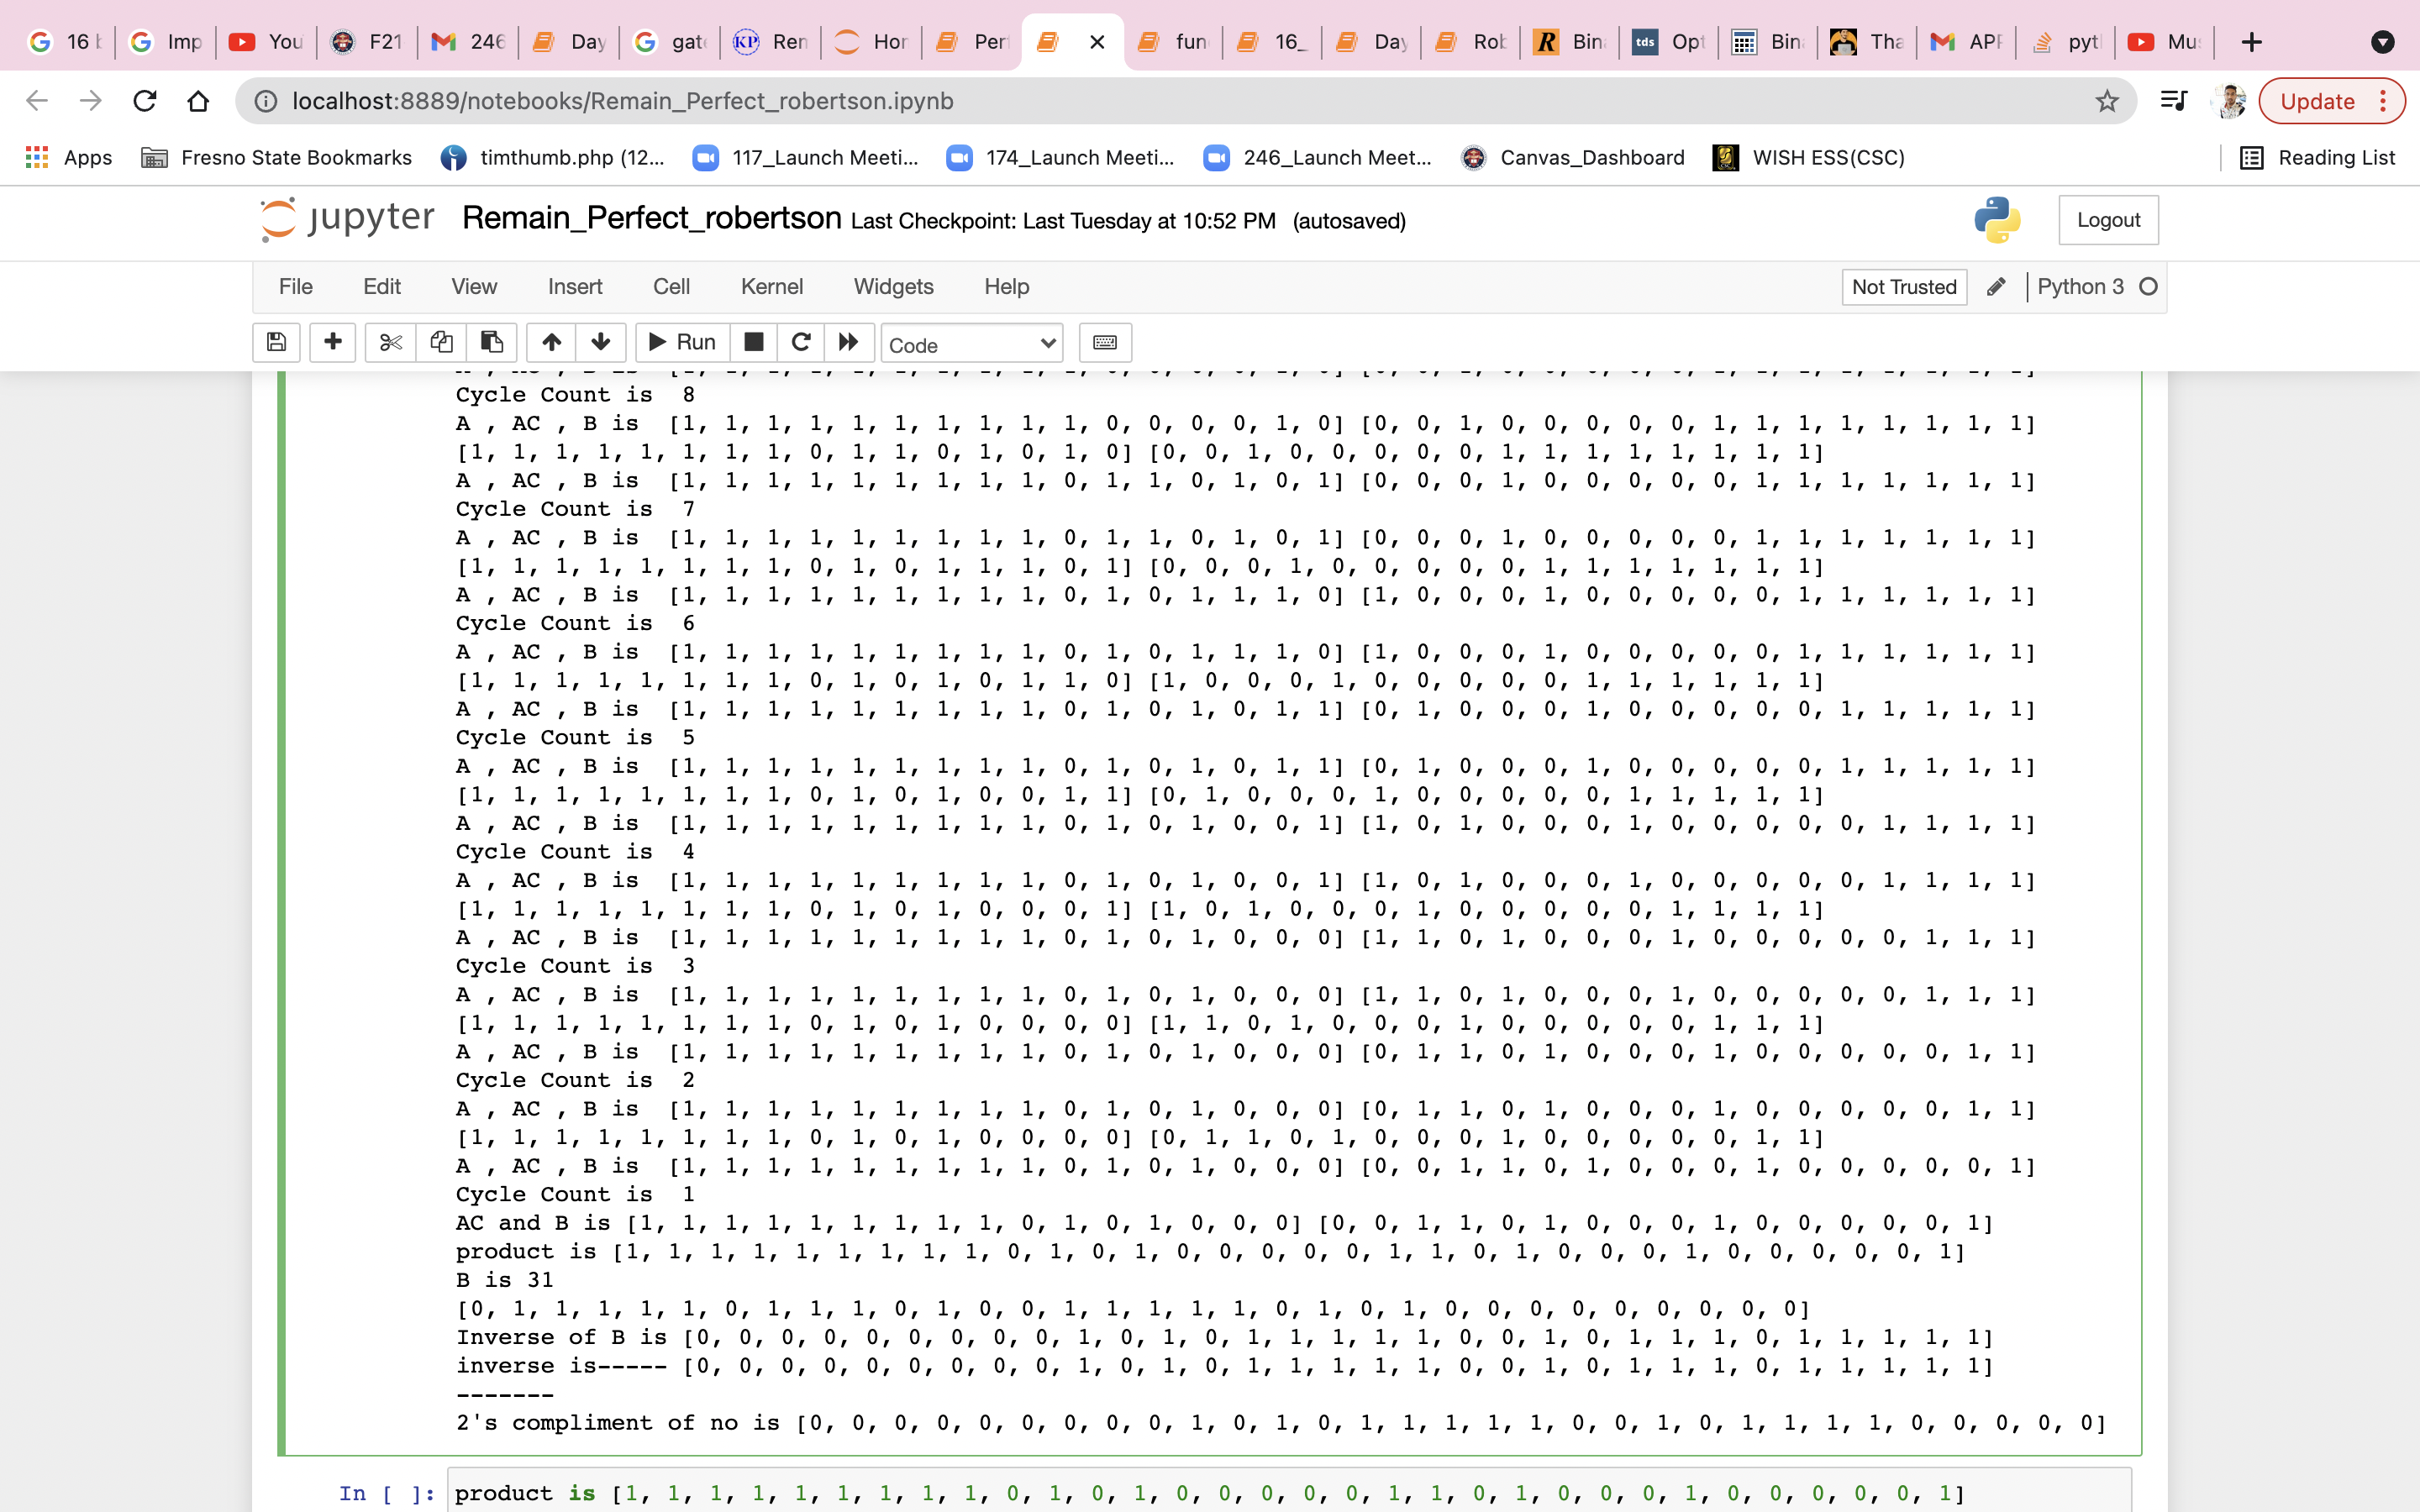 16 b
Imp
You
F21
246
Day
gat
Ren
Hor
Per
fun
16_
Day
Rob
Bin
Opt
Bin
Tha
API
pyt
Mu
localhost:8889/notebooks/Remain_Perfect_robertson.ipynb
Update
Apps
Fresno State Bookmarks
timthumb.php (12...
117_Launch Meeti...
174_Launch Meeti...
246_Launch Meet...
Canvas_Dashboard
WISH ESS(CSC)
Reading List
jupyter Remain_Perfect_robertson Last Checkpoint: Last Tuesday at 10:52 PM (autosaved)
Logout
File Edit View Insert Cell Kernel Widgets Help
Not Trusted
Python 3
Run
Code
Cycle Count is 8
A , AC , B is [1, 1, 1, 1, 1, 1, 1, 1, 1, 1, 0, 0, 0, 0, 1, 0] [0, 0, 1, 0, 0, 0, 0, 0, 1, 1, 1, 1, 1, 1, 1, 1]
[1, 1, 1, 1, 1, 1, 1, 1, 0, 1, 1, 0, 1, 0, 1, 0] [0, 0, 1, 0, 0, 0, 0, 0, 1, 1, 1, 1, 1, 1, 1, 1]
A , AC , B is [1, 1, 1, 1, 1, 1, 1, 1, 1, 0, 1, 1, 0, 1, 0, 1] [0, 0, 0, 1, 0, 0, 0, 0, 0, 1, 1, 1, 1, 1, 1, 1]
Cycle Count is 7
A , AC , B is [1, 1, 1, 1, 1, 1, 1, 1, 1, 0, 1, 1, 0, 1, 0, 1] [0, 0, 0, 1, 0, 0, 0, 0, 0, 1, 1, 1, 1, 1, 1, 1]
[1, 1, 1, 1, 1, 1, 1, 1, 0, 1, 0, 1, 1, 1, 0, 1] [0, 0, 0, 1, 0, 0, 0, 0, 0, 1, 1, 1, 1, 1, 1, 1]
A , AC , B is [1, 1, 1, 1, 1, 1, 1, 1, 1, 0, 1, 0, 1, 1, 1, 0] [1, 0, 0, 0, 1, 0, 0, 0, 0, 0, 1, 1, 1, 1, 1, 1]
Cycle Count is 6
A , AC , B is [1, 1, 1, 1, 1, 1, 1, 1, 1, 0, 1, 0, 1, 1, 1, 0] [1, 0, 0, 0, 1, 0, 0, 0, 0, 0, 1, 1, 1, 1, 1, 1]
[1, 1, 1, 1, 1, 1, 1, 1, 0, 1, 0, 1, 0, 1, 1, 0] [1, 0, 0, 0, 1, 0, 0, 0, 0, 0, 1, 1, 1, 1, 1, 1]
A , AC , B is [1, 1, 1, 1, 1, 1, 1, 1, 1, 0, 1, 0, 1, 0, 1, 1] [0, 1, 0, 0, 0, 1, 0, 0, 0, 0, 0, 1, 1, 1, 1, 1]
Cycle Count is 5
A , AC , B is [1, 1, 1, 1, 1, 1, 1, 1, 1, 0, 1, 0, 1, 0, 1, 1] [0, 1, 0, 0, 0, 1, 0, 0, 0, 0, 0, 1, 1, 1, 1, 1]
[1, 1, 1, 1, 1, 1, 1, 1, 0, 1, 0, 1, 0, 0, 1, 1] [0, 1, 0, 0, 0, 1, 0, 0, 0, 0, 0, 1, 1, 1, 1, 1]
A , AC , B is [1, 1, 1, 1, 1, 1, 1, 1, 1, 0, 1, 0, 1, 0, 0, 1] [1, 0, 1, 0, 0, 0, 1, 0, 0, 0, 0, 0, 1, 1, 1, 1]
Cycle Count is 4
A , AC , B is [1, 1, 1, 1, 1, 1, 1, 1, 1, 0, 1, 0, 1, 0, 0, 1] [1, 0, 1, 0, 0, 0, 1, 0, 0, 0, 0, 0, 1, 1, 1, 1]
[1, 1, 1, 1, 1, 1, 1, 1, 0, 1, 0, 1, 0, 0, 0, 1] [1, 0, 1, 0, 0, 0, 1, 0, 0, 0, 0, 0, 1, 1, 1, 1]
A , AC , B is [1, 1, 1, 1, 1, 1, 1, 1, 1, 0, 1, 0, 1, 0, 0, 0] [1, 1, 0, 1, 0, 0, 0, 1, 0, 0, 0, 0, 0, 1, 1, 1]
Cycle Count is 3
A , AC , B is [1, 1, 1, 1, 1, 1, 1, 1, 1, 0, 1, 0, 1, 0, 0, 0] [1, 1, 0, 1, 0, 0, 0, 1, 0, 0, 0, 0, 0, 1, 1, 1]
[1, 1, 1, 1, 1, 1, 1, 1, 0, 1, 0, 1, 0, 0, 0, 0] [1, 1, 0, 1, 0, 0, 0, 1, 0, 0, 0, 0, 0, 1, 1, 1]
A , AC , B is [1, 1, 1, 1, 1, 1, 1, 1, 1, 0, 1, 0, 1, 0, 0, 0] [0, 1, 1, 0, 1, 0, 0, 0, 1, 0, 0, 0, 0, 0, 1, 1]
Cycle Count is 2
A , AC , B is [1, 1, 1, 1, 1, 1, 1, 1, 1, 0, 1, 0, 1, 0, 0, 0] [0, 1, 1, 0, 1, 0, 0, 0, 1, 0, 0, 0, 0, 0, 1, 1]
[1, 1, 1, 1, 1, 1, 1, 1, 0, 1, 0, 1, 0, 0, 0, 0] [0, 1, 1, 0, 1, 0, 0, 0, 1, 0, 0, 0, 0, 0, 1, 1]
A , AC , B is [1, 1, 1, 1, 1, 1, 1, 1, 1, 0, 1, 0, 1, 0, 0, 0] [0, 0, 1, 1, 0, 1, 0, 0, 0, 1, 0, 0, 0, 0, 0, 1]
Cycle Count is 1
AC and B is [1, 1, 1, 1, 1, 1, 1, 1, 1, 0, 1, 0, 1, 0, 0, 0] [0, 0, 1, 1, 0, 1, 0, 0, 0, 1, 0, 0, 0, 0, 0, 1]
product is [1, 1, 1, 1, 1, 1, 1, 1, 1, 0, 1, 0, 1, 0, 0, 0, 0, 0, 1, 1, 0, 1, 0, 0, 0, 1, 0, 0, 0, 0, 0, 1]
B is 31
[0, 1, 1, 1, 1, 1, 0, 1, 1, 1, 0, 1, 0, 0, 1, 1, 1, 1, 1, 0, 1, 0, 1, 0, 0, 0, 0, 0, 0, 0, 0, 0]
Inverse of B is [0, 0, 0, 0, 0, 0, 0, 0, 0, 1, 0, 1, 0, 1, 1, 1, 1, 1, 0, 0, 1, 0, 1, 1, 1, 0, 1, 1, 1, 1, 1]
inverse is----- [0, 0, 0, 0, 0, 0, 0, 0, 0, 1, 0, 1, 0, 1, 1, 1, 1, 1, 0, 0, 1, 0, 1, 1, 1, 0, 1, 1, 1, 1, 1]
-------
2's compliment of no is [0, 0, 0, 0, 0, 0, 0, 0, 0, 1, 0, 1, 0, 1, 1, 1, 1, 1, 0, 0, 1, 0, 1, 1, 1, 1, 0, 0, 0, 0, 0]
In [ ]: product is [1, 1, 1, 1, 1, 1, 1, 1, 1, 0, 1, 0, 1, 0, 0, 0, 0, 0, 1, 1, 0, 1, 0, 0, 0, 1, 0, 0, 0, 0, 0, 1]